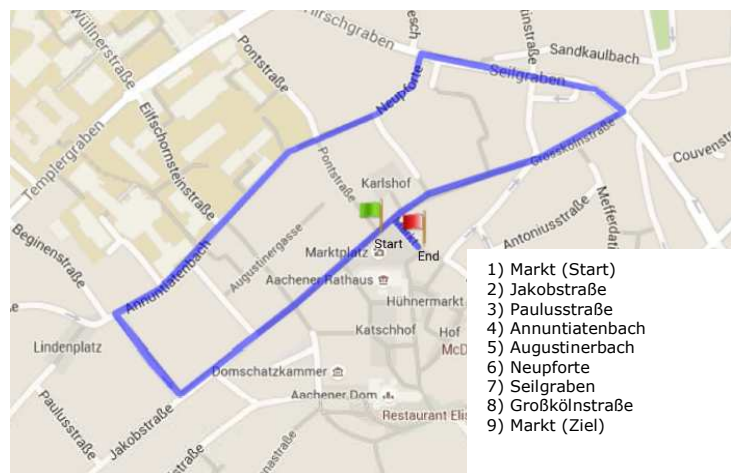 Wüllnerstraße
Pontstraße
Hirschgraben
Sandkaulbach
Seilgraben
Neupforte
Eilfschornsteinstraße
Templergraben
Großkölnstraße
Couvenstr
Pontstraße
Karlshof
Mefferdati
Beginenstraße
Augustinergasse
Start
Antoniusstraße
Marktplatz
End
Annuntiatenbach
Aachener Rathaus
Hühnermarkt
Lindenplatz
Katschhof
Hof
McD
Domschatzkammer
Paulusstraße
Aachener Dom
Jakobstraße
Restaurant Elis
1) Markt (Start)
2) Jakobstraße
3) Paulusstraße
4) Annuntiatenbach
5) Augustinerbach
6) Neupforte
7) Seilgraben
8) Großkölnstraße
9) Markt (Ziel)